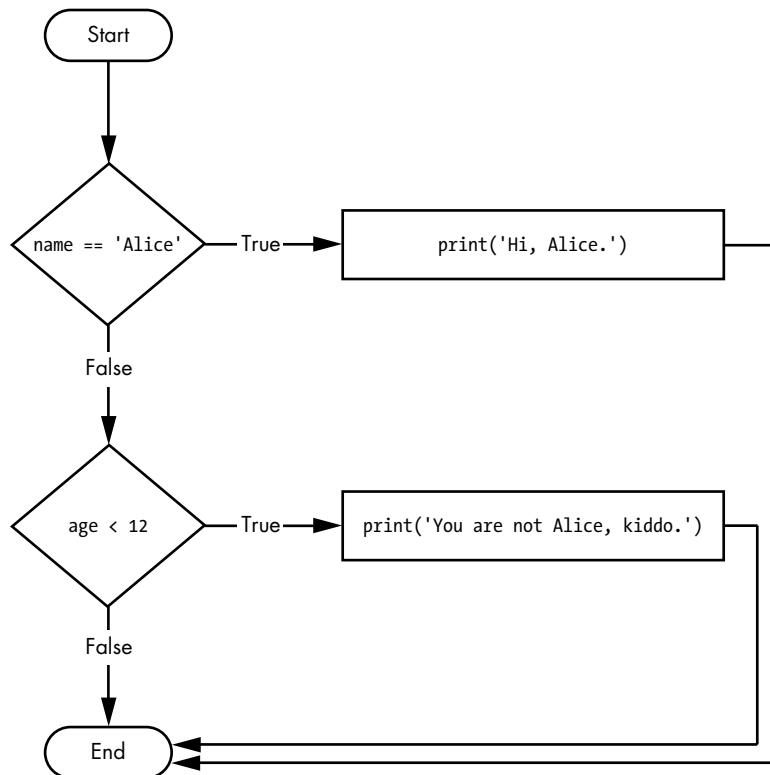 Start
name == 'Alice'
True
print('Hi, Alice.')
False
age < 12
True
print('You are not Alice, kiddo.')
False
End